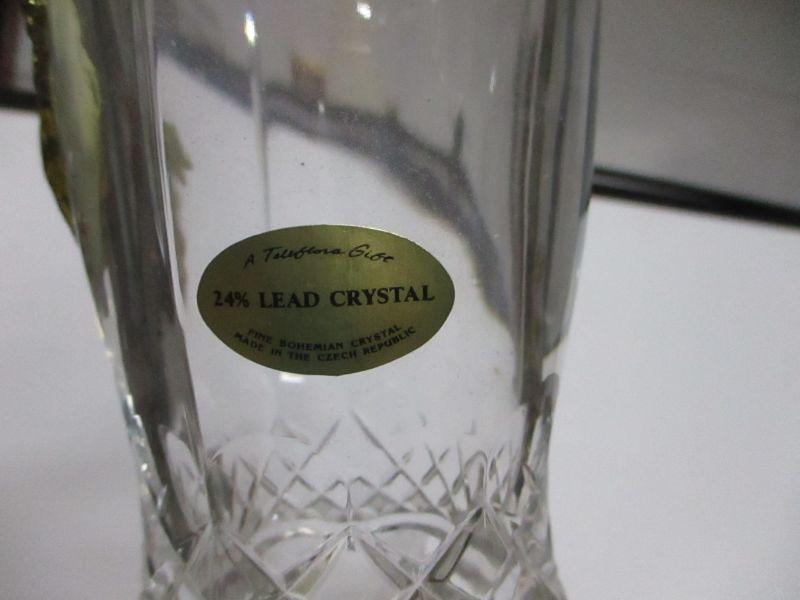 A Teleflora Gift
24% LEAD CRYSTAL
FINE BOHEMIAN CRYSTAL
MADE IN THE CZECH REPUBLIC